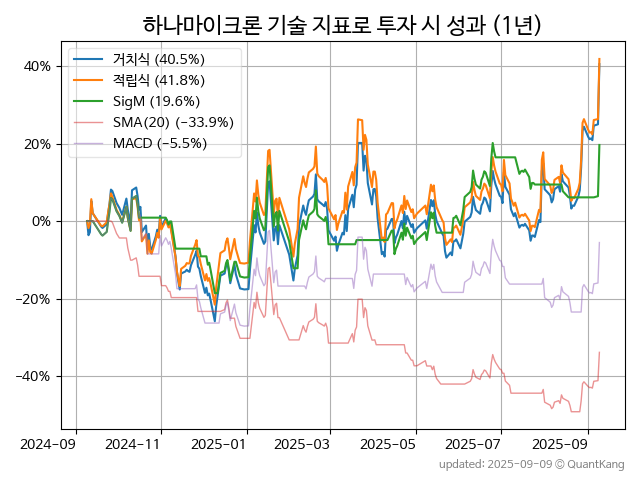 하나마이크론 기술 지표로 투자 시 성과 (1년)
거치식 (40.5%)
적립식 (41.8%)
SigM (19.6%)
SMA(20) (−33.9%)
MACD (−5.5%)
40%
20%
0%
−20%
−40%
2024-09 2024-11 2025-01 2025-03 2025-05 2025-07 2025-09
updated: 2025-09-09 © QuantKang